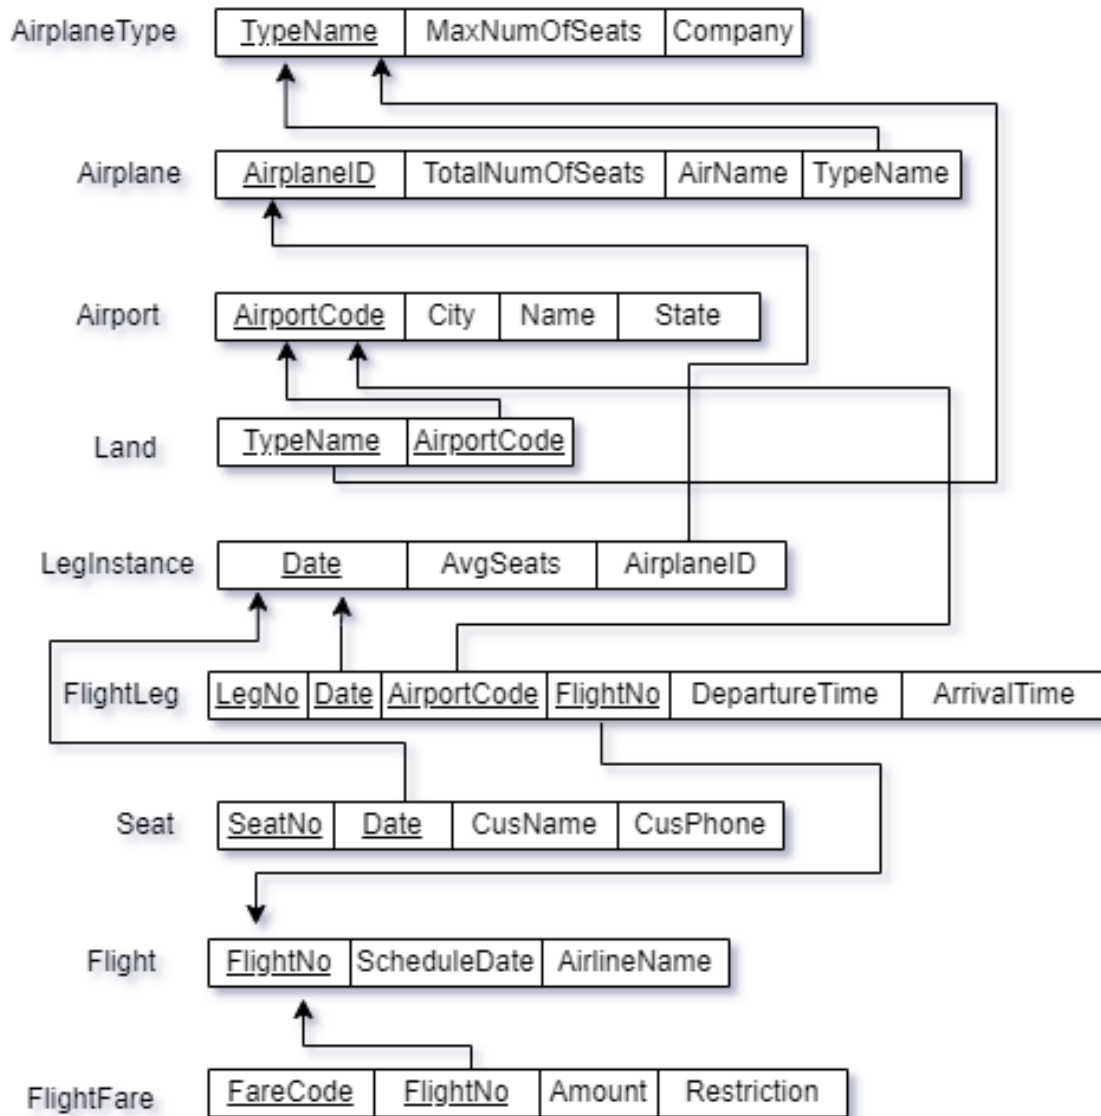 AirplaneType TypeName MaxNumOfSeats Company
Airplane AirplaneID TotalNumOfSeats AirName TypeName
Airport AirportCode City Name State
Land TypeName AirportCode
LegInstance Date AvgSeats AirplaneID
FlightLeg LegNo Date AirportCode FlightNo DepartureTime ArrivalTime
Seat SeatNo Date CusName CusPhone
Flight FlightNo ScheduleDate AirlineName
FlightFare FareCode FlightNo Amount Restriction